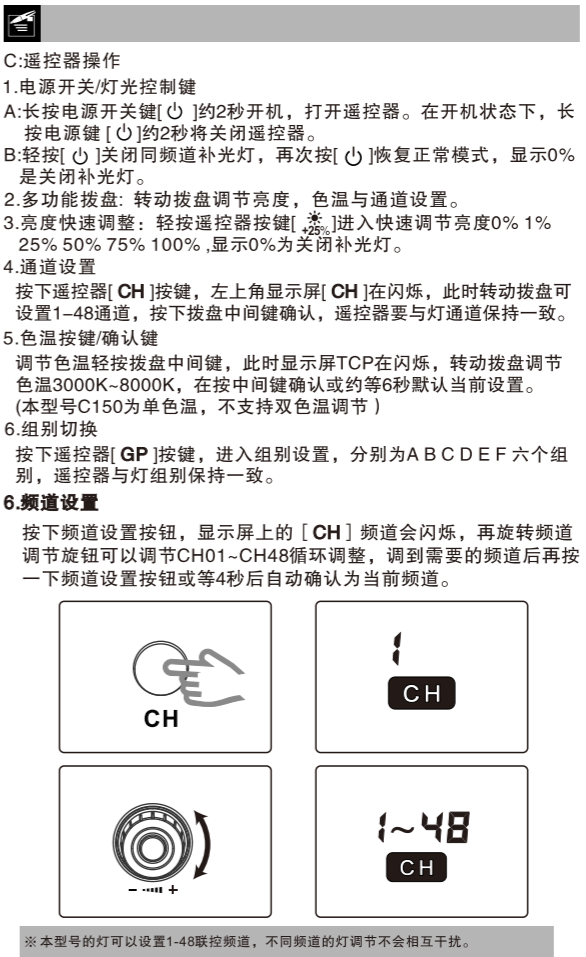 C:遥控器操作
1.电源开关/灯光控制键
A:长按电源开关键[⏻ ]约2秒开机，打开遥控器。在开机状态下，长
按电源键 [⏻]约2秒将关闭遥控器。
B:轻按[ ⏻ ]关闭同频道补光灯，再次按[ ⏻ ]恢复正常模式，显示0%
是关闭补光灯。
2.多功能拨盘: 转动拨盘调节亮度，色温与通道设置。
3.亮度快速调整：轻按遥控器按键[ +25% ]进入快速调节亮度0% 1%
25% 50% 75% 100% ,显示0%为关闭补光灯。
4.通道设置
按下遥控器[ CH ]按键，左上角显示屏[ CH ]在闪烁，此时转动拨盘可
设置1–48通道，按下拨盘中间键确认，遥控器要与灯通道保持一致。
5.色温按键/确认键
调节色温轻按拨盘中间键，此时显示屏TCP在闪烁，转动拨盘调节
色温3000K~8000K，在按中间键确认或约等6秒默认当前设置。
(本型号C150为单色温，不支持双色温调节 )
6.组别切换
按下遥控器[ GP ]按键，进入组别设置，分别为A B C D E F 六个组
别，遥控器与灯组别保持一致。
6.频道设置
按下频道设置按钮，显示屏上的［CH］频道会闪烁，再旋转频道
调节旋钮可以调节CH01~CH48循环调整，调到需要的频道后再按
一下频道设置按钮或等4秒后自动确认为当前频道。
CH
1
CH
– +
1~48
CH
※ 本型号的灯可以设置1-48联控频道，不同频道的灯调节不会相互干扰。